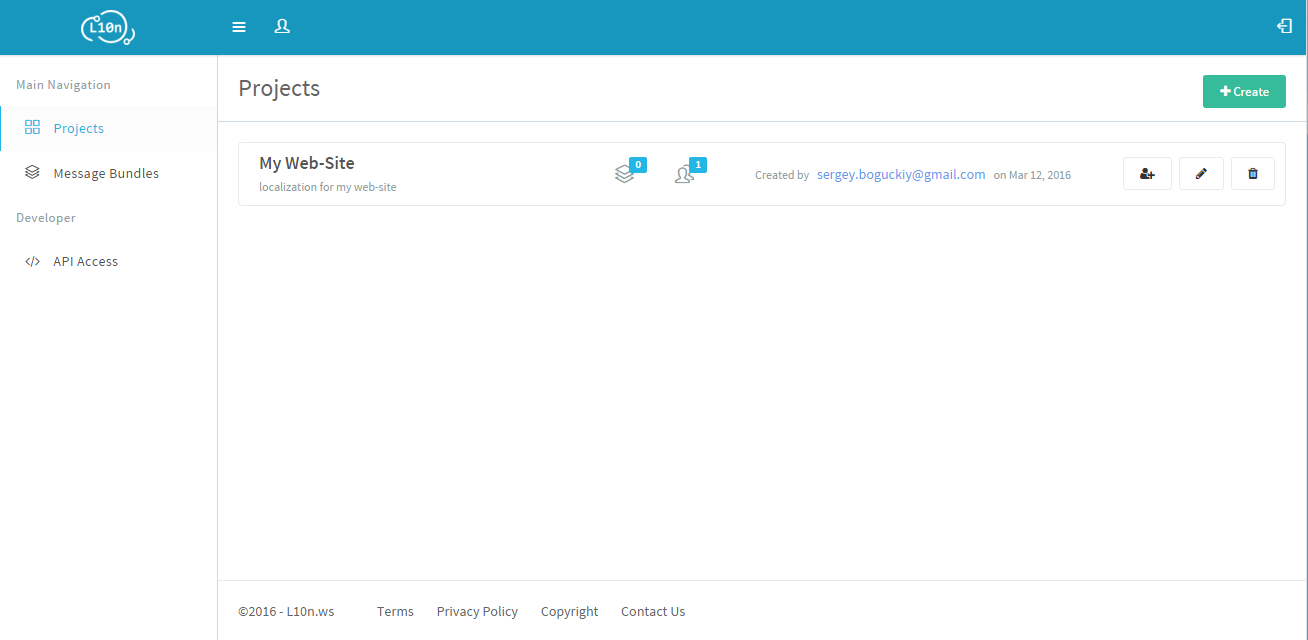 L10n
Main Navigation
Projects
Message Bundles
Developer
API Access
Projects
Create
My Web-Site
localization for my web-site
0
1
Created by sergey.boguckiy@gmail.com on Mar 12, 2016
©2016 - L10n.ws Terms Privacy Policy Copyright Contact Us